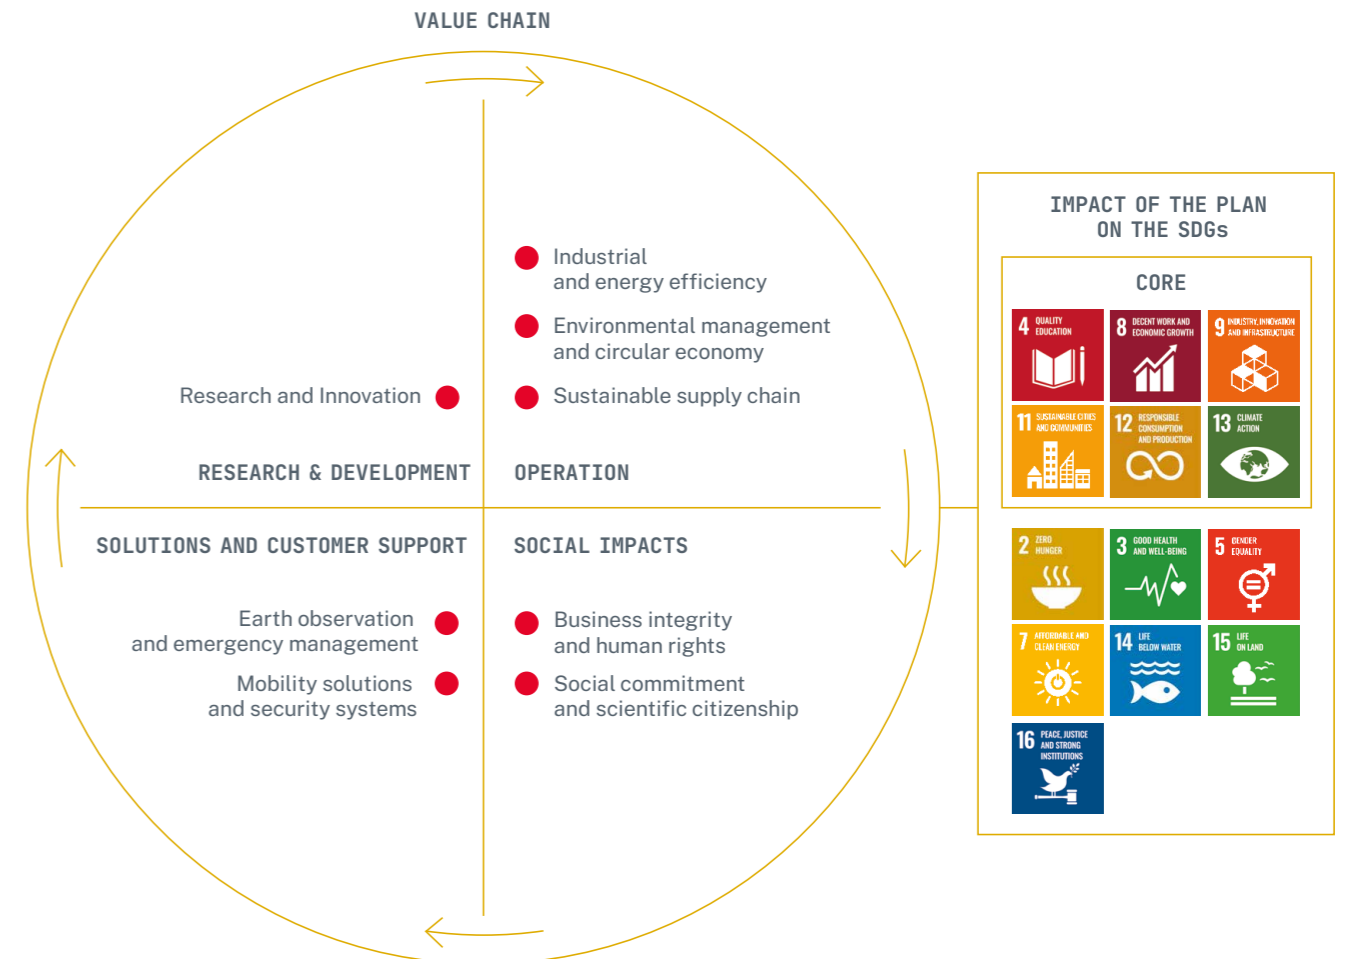 VALUE CHAIN
Industrial
and energy efficiency
Environmental management
and circular economy
Research and Innovation
Sustainable supply chain
RESEARCH & DEVELOPMENT
OPERATION
SOLUTIONS AND CUSTOMER SUPPORT
SOCIAL IMPACTS
Earth observation
and emergency management
Mobility solutions
and security systems
Business integrity
and human rights
Social commitment
and scientific citizenship
IMPACT OF THE PLAN
ON THE SDGs
CORE
4 QUALITY
EDUCATION
8 DECENT WORK AND
ECONOMIC GROWTH
9 INDUSTRY, INNOVATION
AND INFRASTRUCTURE
11 SUSTAINABLE CITIES
AND COMMUNITIES
12 RESPONSIBLE
CONSUMPTION
AND PRODUCTION
13 CLIMATE
ACTION
2 ZERO
HUNGER
3 GOOD HEALTH
AND WELL-BEING
5 GENDER
EQUALITY
7 AFFORDABLE AND
CLEAN ENERGY
14 LIFE
BELOW WATER
15 LIFE
ON LAND
16 PEACE, JUSTICE
AND STRONG
INSTITUTIONS